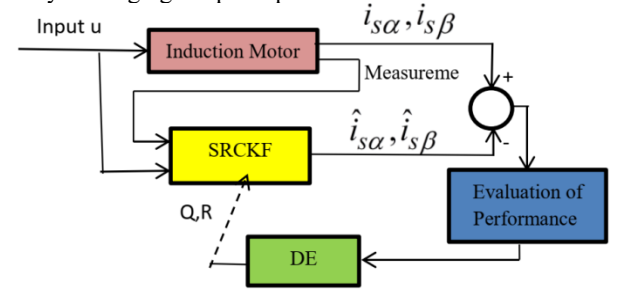 Input u
i_{sα}, i_{sβ}
Induction Motor
Measureme
+
SRCKF
î_{sα}, î_{sβ}
-
Evaluation of
Performance
Q,R
DE